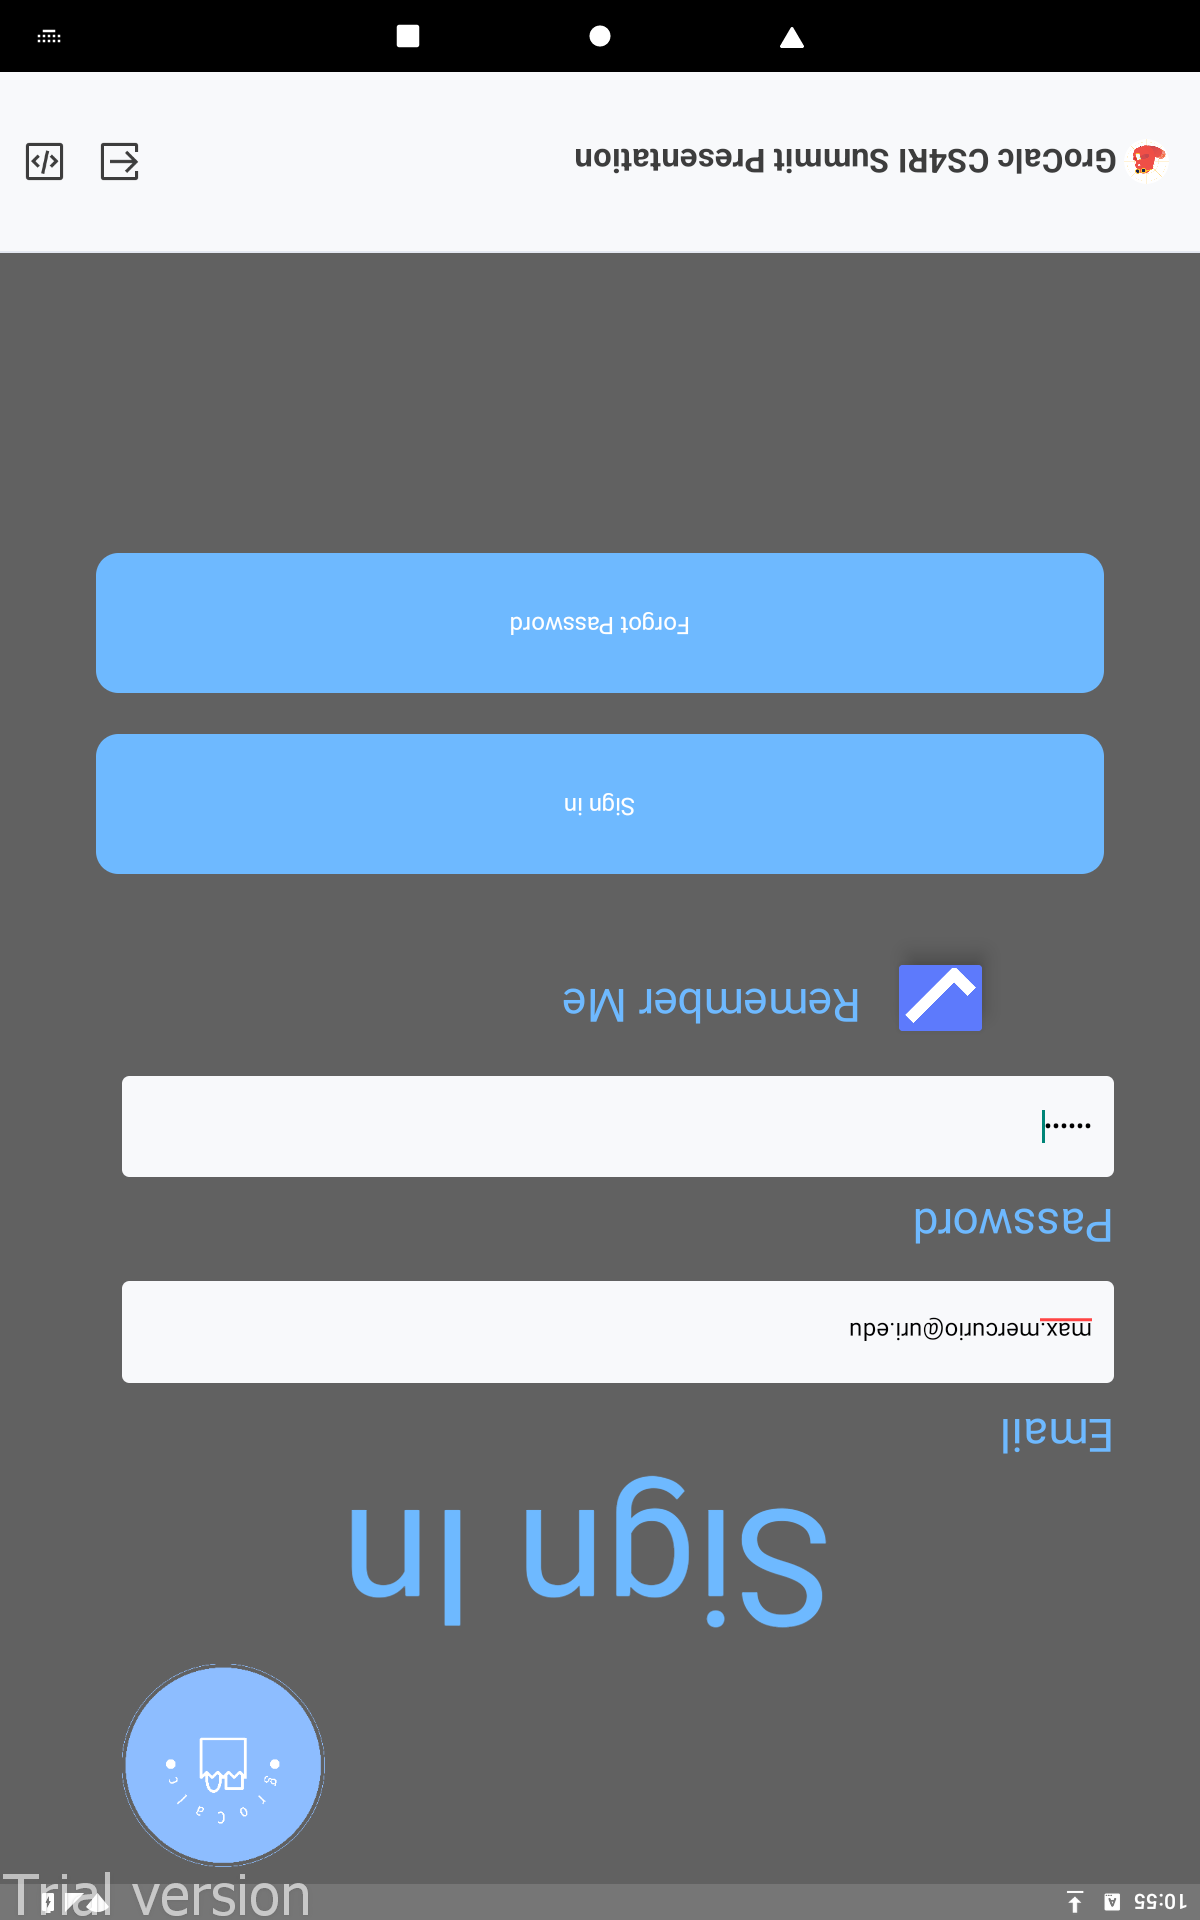 10:55
Trial version
groCalc
Sign In
Email
max.mercurio@uri.edu
Password
••••••
Remember Me
Sign in
Forgot Password
GroCalc CS4RI Summit Presentation